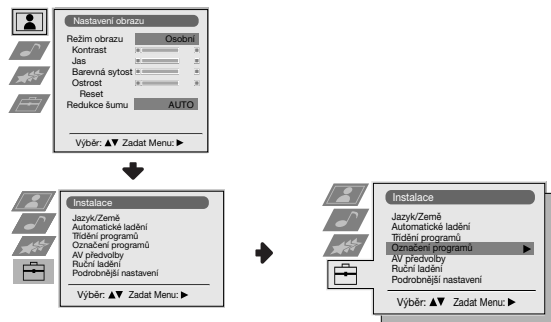 Nastavení obrazu
Režim obrazu Osobní
Kontrast
Jas
Barevná sytost
Ostrost
Reset
Redukce šumu AUTO
Výběr: ▲▼ Zadat Menu: ▶
Instalace
Jazyk/Země
Automatické ladění
Třídění programů
Označení programů
AV předvolby
Ruční ladění
Podrobnější nastavení
Výběr: ▲▼ Zadat Menu: ▶
Instalace
Jazyk/Země
Automatické ladění
Třídění programů
Označení programů ▶
AV předvolby
Ruční ladění
Podrobnější nastavení
Výběr: ▲▼ Zadat Menu: ▶